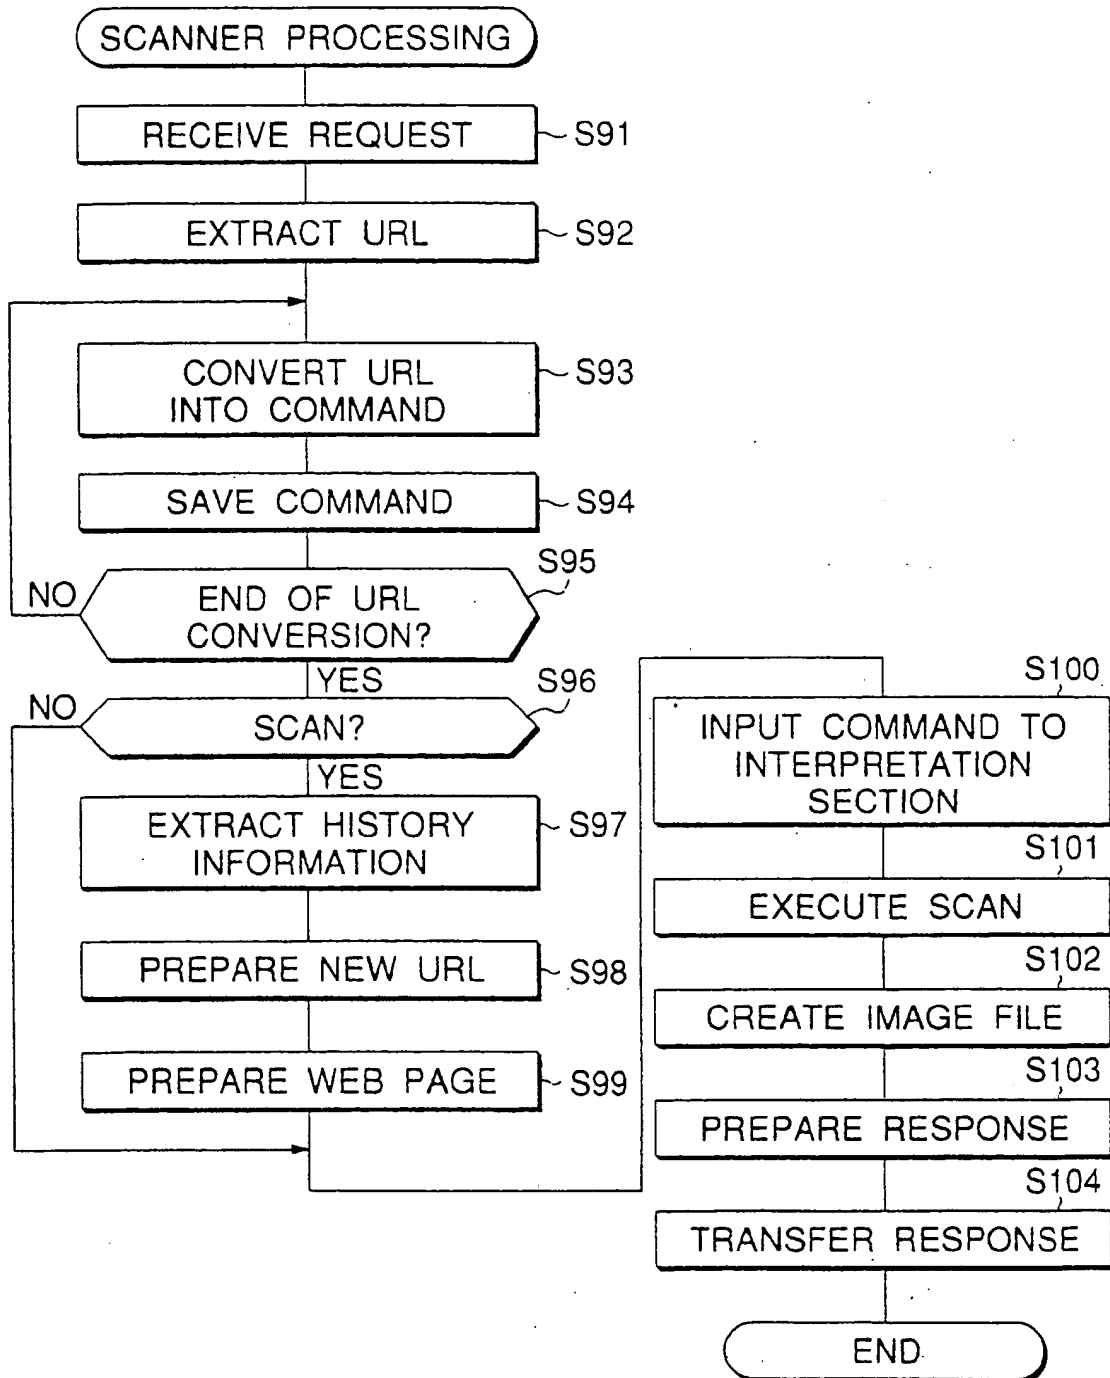 SCANNER PROCESSING
RECEIVE REQUEST
S91
EXTRACT URL
S92
CONVERT URL
INTO COMMAND
S93
SAVE COMMAND
S94
S95
NO
END OF URL
CONVERSION?
YES
S96
NO
SCAN?
YES
EXTRACT HISTORY
INFORMATION
S97
PREPARE NEW URL
S98
PREPARE WEB PAGE
S99
S100
INPUT COMMAND TO
INTERPRETATION
SECTION
S101
EXECUTE SCAN
S102
CREATE IMAGE FILE
S103
PREPARE RESPONSE
S104
TRANSFER RESPONSE
END